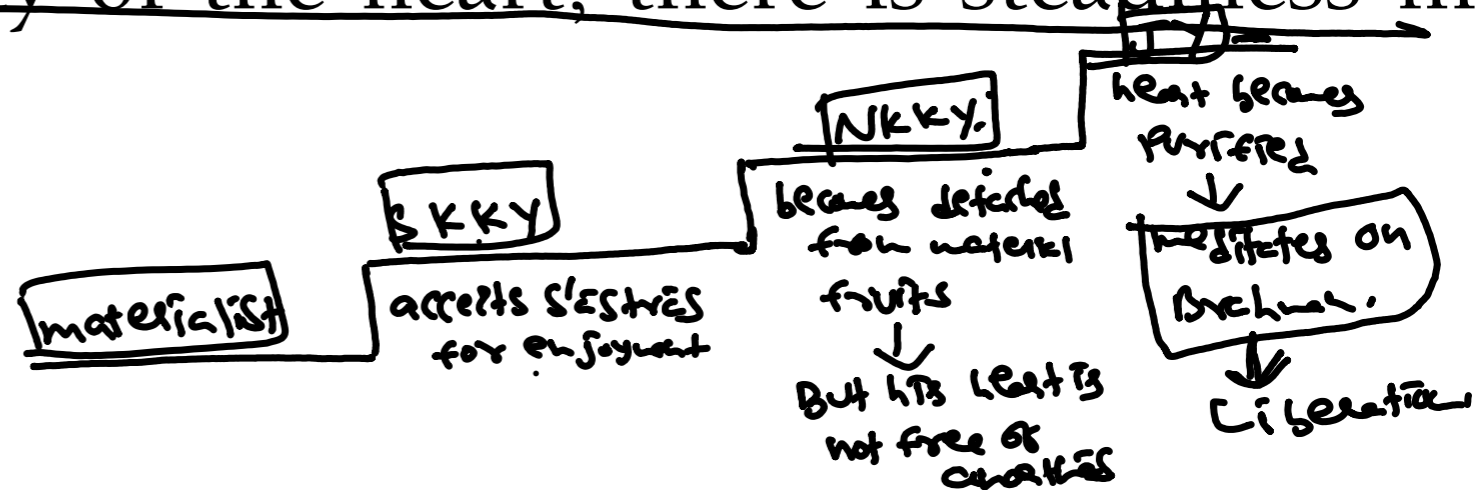 y of the heart, there is steadiness in
materialist
SKKY
accepts s'astras
for enjoyment
NKKY.
becomes detached
from material
fruits
But his heart is
not free of
anarthas
heart becomes
purified
meditates on
Brahman.
Liberation